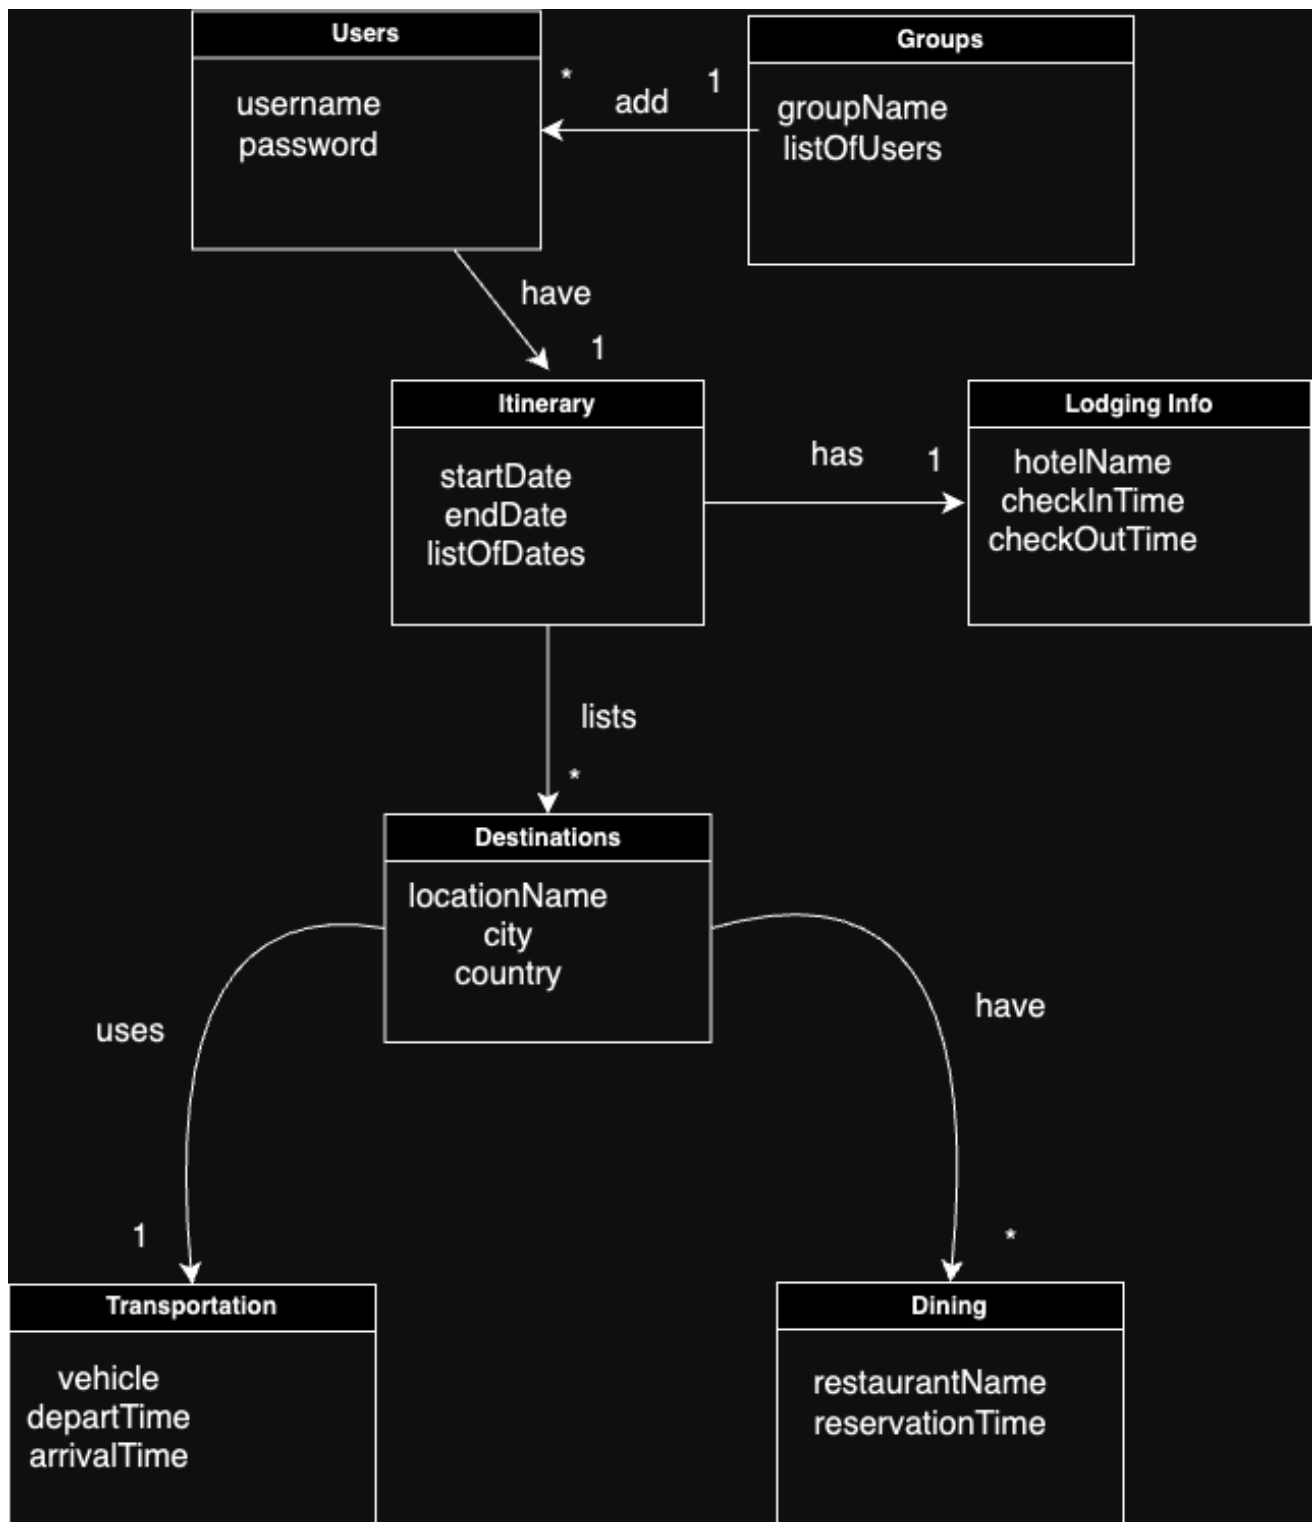 Users
username
password
*
add
1
Groups
groupName
listOfUsers
have
1
Itinerary
startDate
endDate
listOfDates
has
1
Lodging Info
hotelName
checkInTime
checkOutTime
lists
*
Destinations
locationName
city
country
uses
1
have
*
Transportation
vehicle
departTime
arrivalTime
Dining
restaurantName
reservationTime